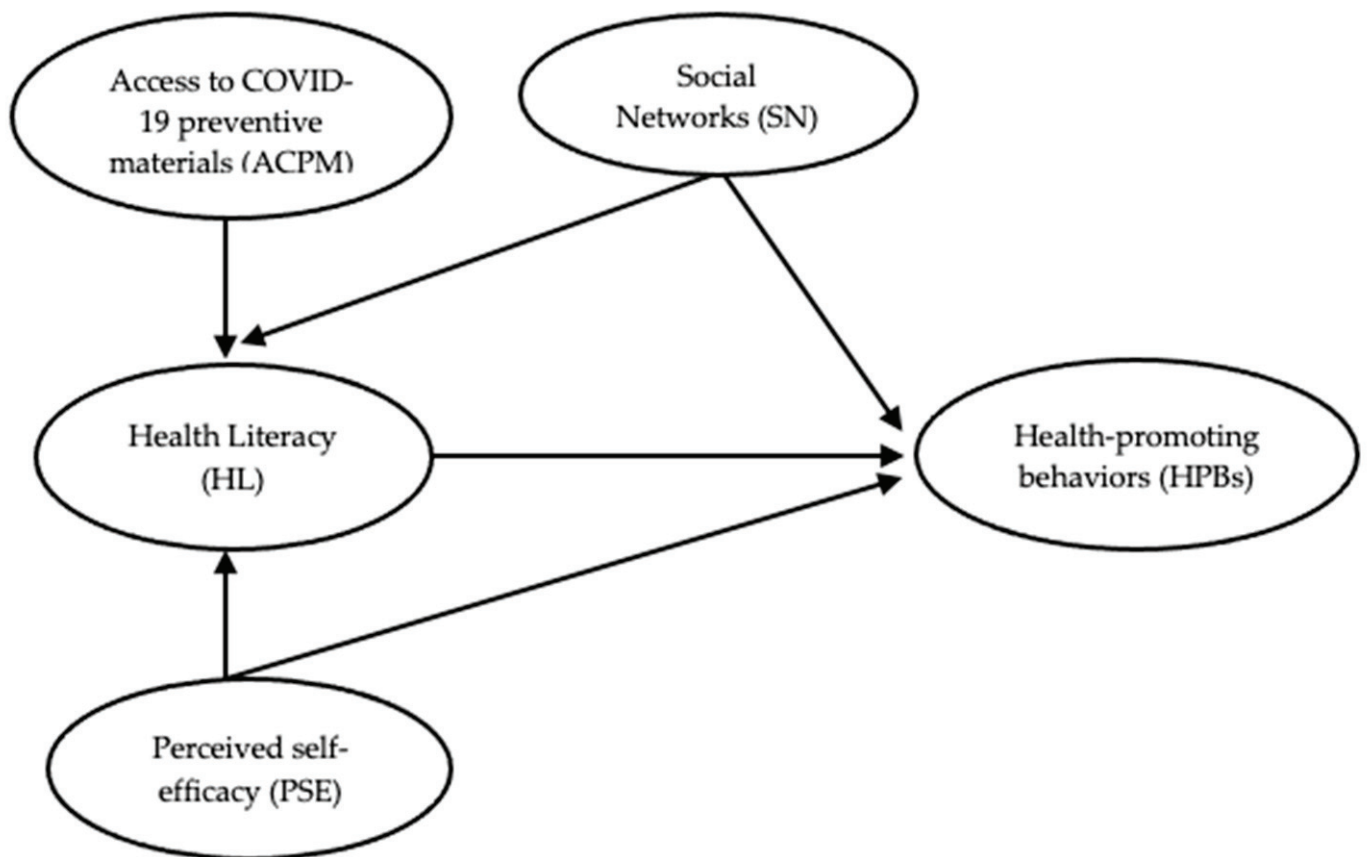 Access to COVID-
19 preventive
materials (ACPM)
Social
Networks (SN)
Health Literacy
(HL)
Health-promoting
behaviors (HPBs)
Perceived self-
efficacy (PSE)